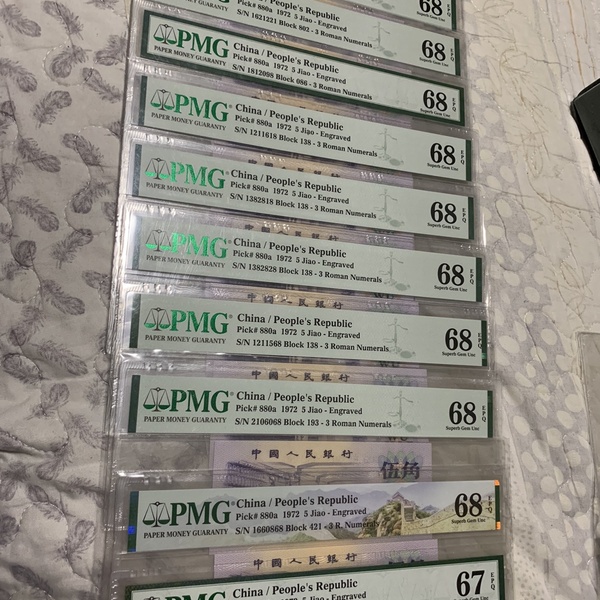 China / People's Republic
Pick# 880a 1972 5 Jiao - Engraved
S/N 1621221 Block 802 - 3 Roman Numerals
68 EPQ
PMG
PAPER MONEY GUARANTY
China / People's Republic
Pick# 880a 1972 5 Jiao - Engraved
S/N 1812098 Block 086 - 3 Roman Numerals
68 EPQ
Superb Gem Unc
PMG
PAPER MONEY GUARANTY
China / People's Republic
Pick# 880a 1972 5 Jiao - Engraved
S/N 1211618 Block 138 - 3 Roman Numerals
68 EPQ
Superb Gem Unc
PMG
PAPER MONEY GUARANTY
China / People's Republic
Pick# 880a 1972 5 Jiao - Engraved
S/N 1382818 Block 138 - 3 Roman Numerals
68 EPQ
Superb Gem Unc
PMG
PAPER MONEY GUARANTY
China / People's Republic
Pick# 880a 1972 5 Jiao - Engraved
S/N 1382828 Block 138 - 3 Roman Numerals
68 EPQ
Superb Gem Unc
中國人民銀行
PMG
PAPER MONEY GUARANTY
China / People's Republic
Pick# 880a 1972 5 Jiao - Engraved
S/N 1211568 Block 138 - 3 Roman Numerals
68 EPQ
Superb Gem Unc
中國人民銀行
PMG
PAPER MONEY GUARANTY
China / People's Republic
Pick# 880a 1972 5 Jiao - Engraved
S/N 2106068 Block 193 - 3 Roman Numerals
68 EPQ
Superb Gem Unc
中國人民銀行
伍角
PMG
PAPER MONEY GUARANTY
China / People's Republic
Pick# 880a 1972 5 Jiao - Engraved
S/N 1660868 Block 421 - 3 R. Numerals
68 EPQ
Superb Gem Unc
中國人民銀行
PMG
China / People's Republic
67 EPQ